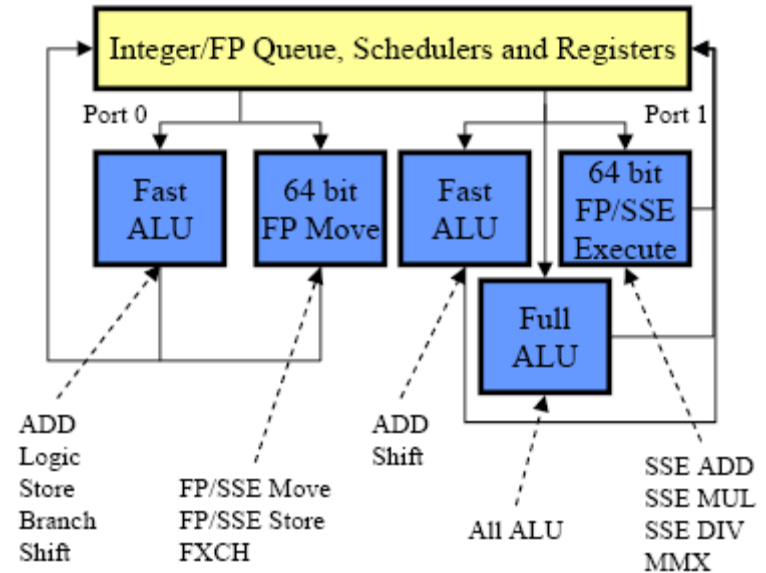 Integer/FP Queue, Schedulers and Registers
Port 0
Port 1
Fast
ALU
64 bit
FP Move
Fast
ALU
64 bit
FP/SSE
Execute
Full
ALU
ADD
Logic
Store
Branch
Shift
FP/SSE Move
FP/SSE Store
FXCH
ADD
Shift
All ALU
SSE ADD
SSE MUL
SSE DIV
MMX